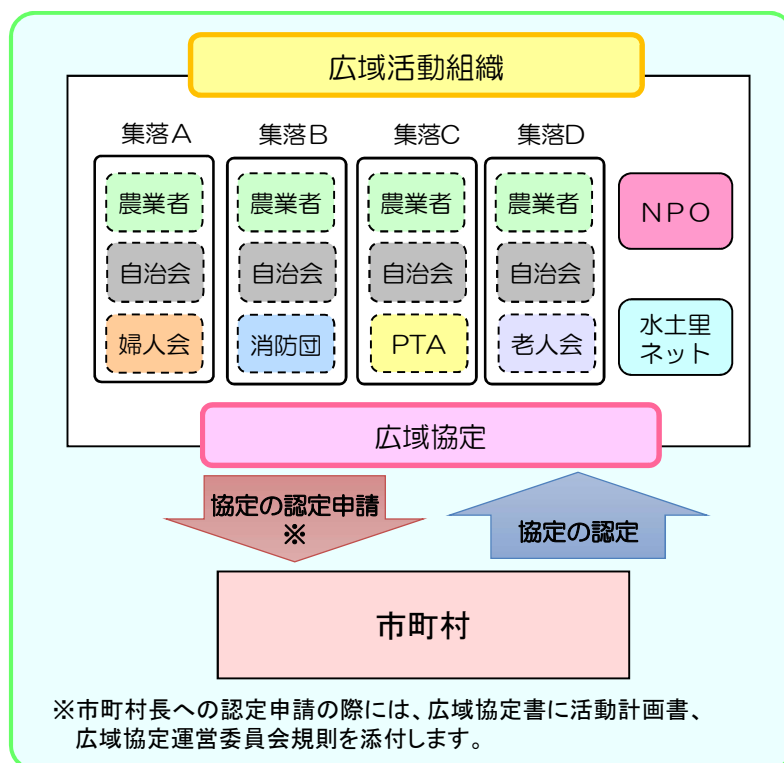 広域活動組織
集落A
集落B
集落C
集落D
農業者
農業者
農業者
農業者
NPO
自治会
自治会
自治会
自治会
婦人会
消防団
PTA
老人会
水土里
ネット
広域協定
協定の認定申請
※
協定の認定
市町村
※市町村長への認定申請の際には、広域協定書に活動計画書、
広域協定運営委員会規則を添付します。